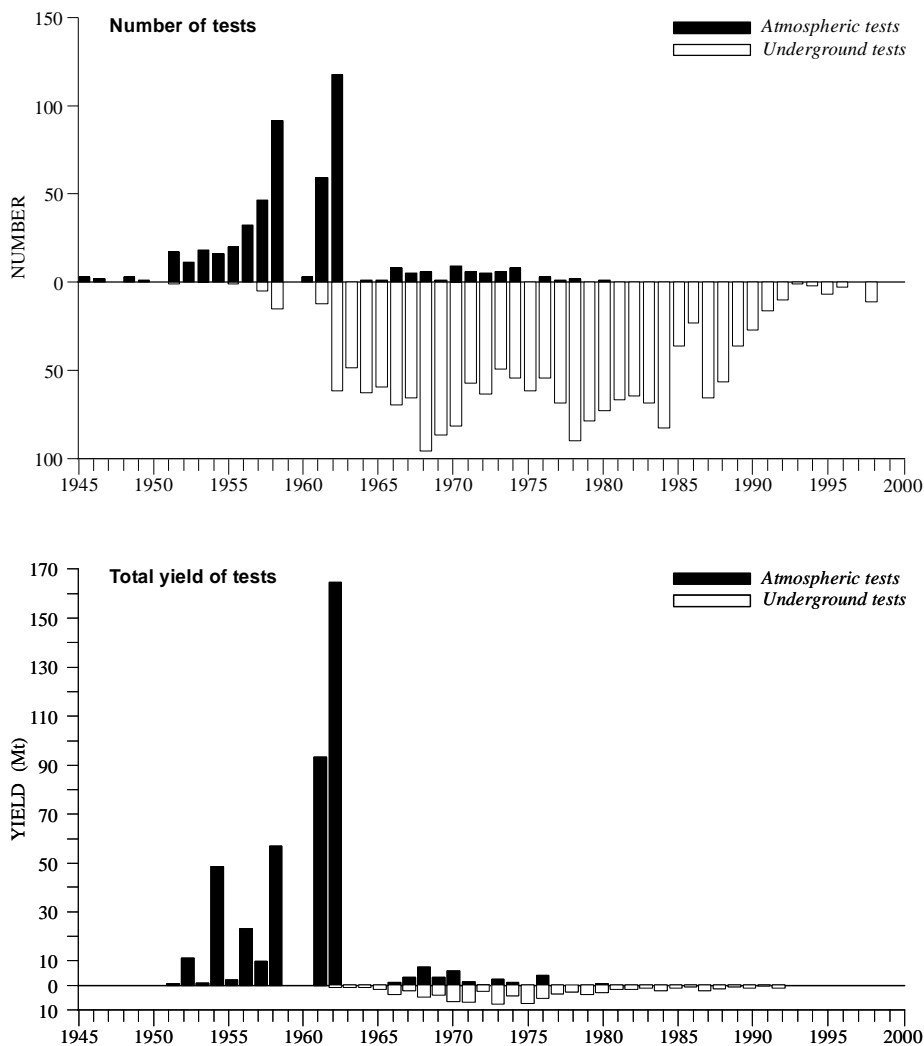 150
Number of tests
Atmospheric tests
Underground tests
100
50
NUMBER
0
50
100
1945 1950 1955 1960 1965 1970 1975 1980 1985 1990 1995 2000
170
Total yield of tests
Atmospheric tests
Underground tests
150
130
110
90
YIELD (Mt)
70
50
30
10
0
10
1945 1950 1955 1960 1965 1970 1975 1980 1985 1990 1995 2000